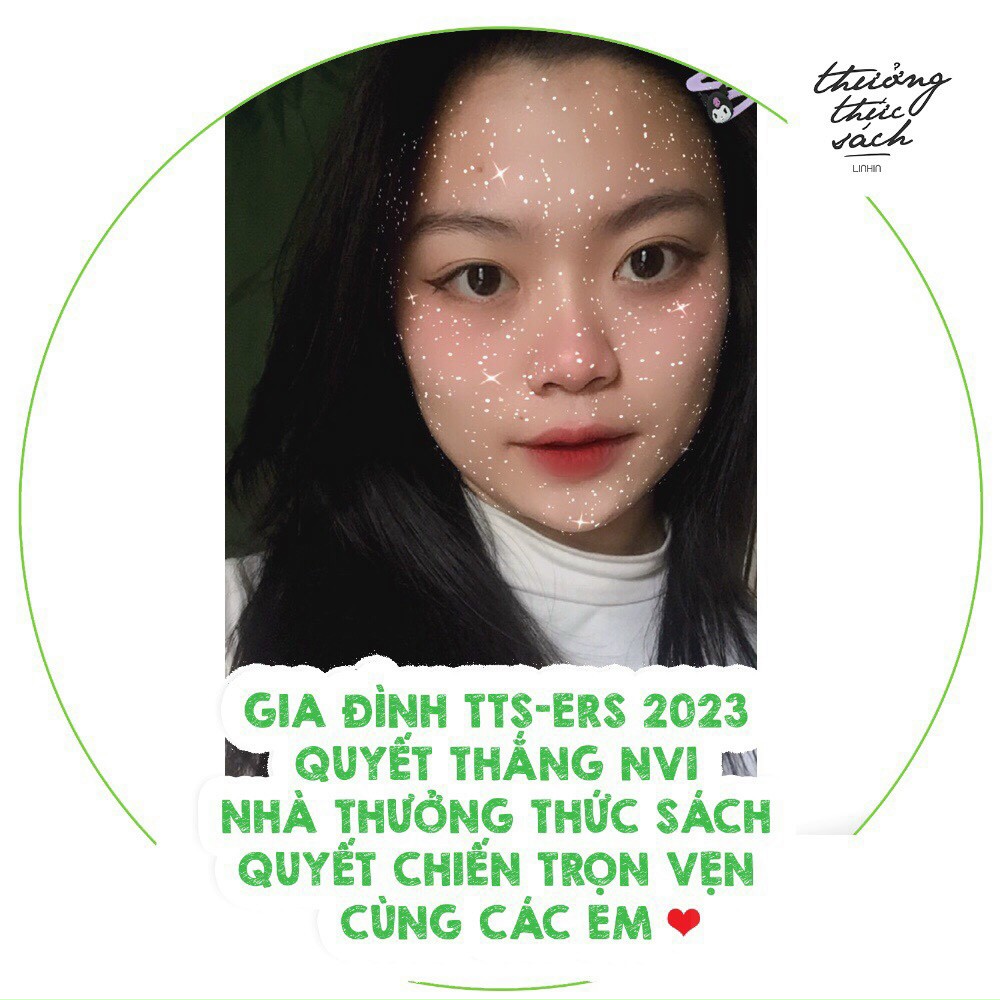 thưởng
thức
sách
LINHIN
GIA ĐÌNH TTS-ERS 2023
QUYẾT THẮNG NVI
NHÀ THƯỞNG THỨC SÁCH
QUYẾT CHIẾN TRỌN VẸN
CÙNG CÁC EM ❤